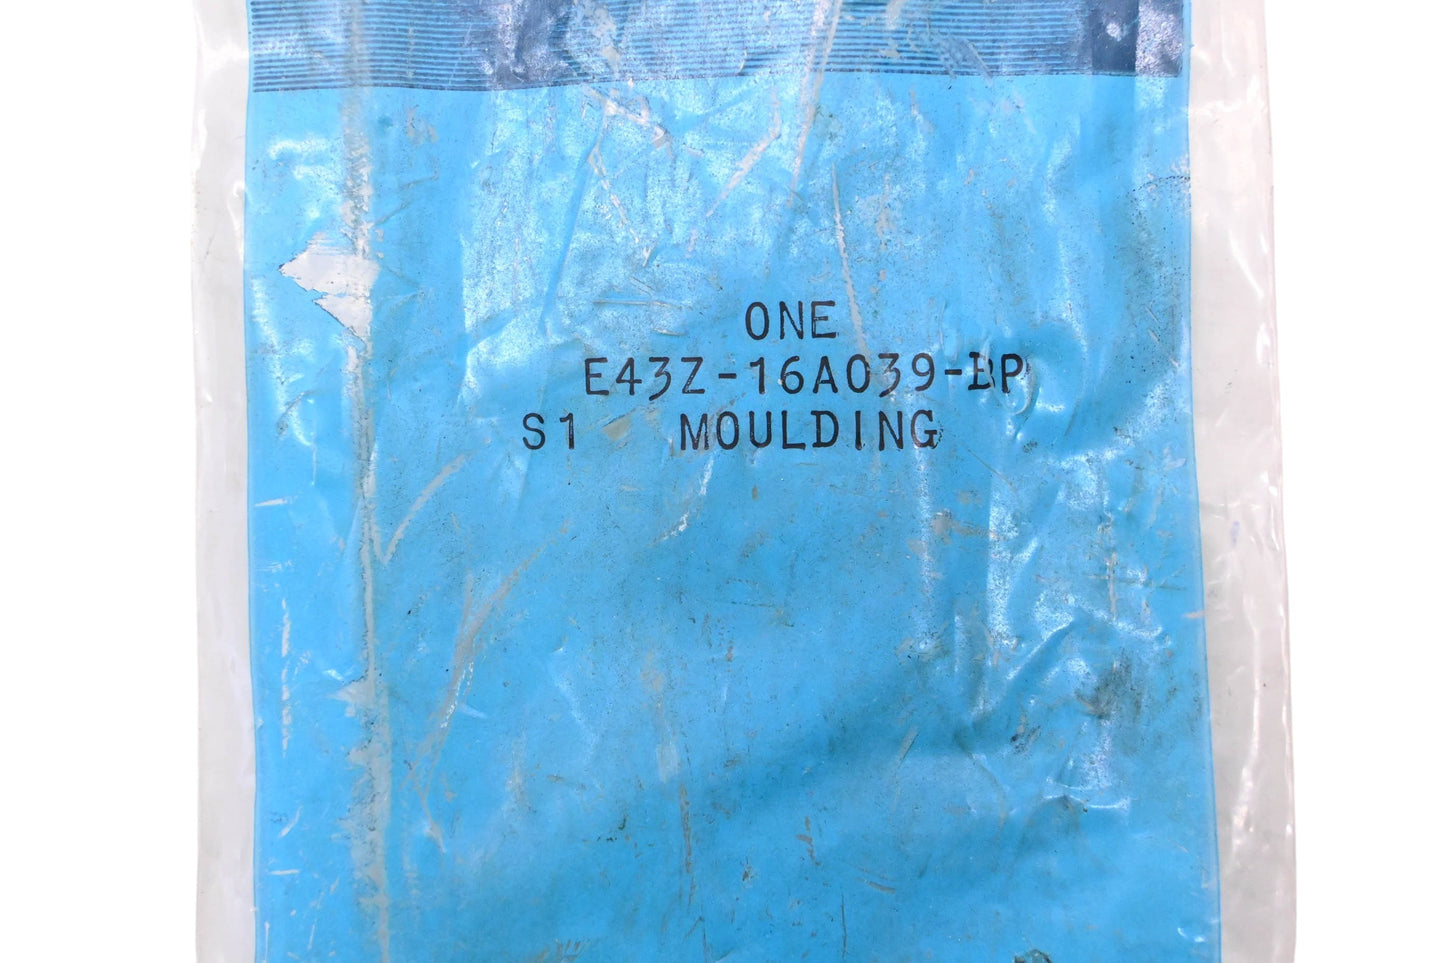 ONE
E43Z-16A039-BP
S1 MOULDING